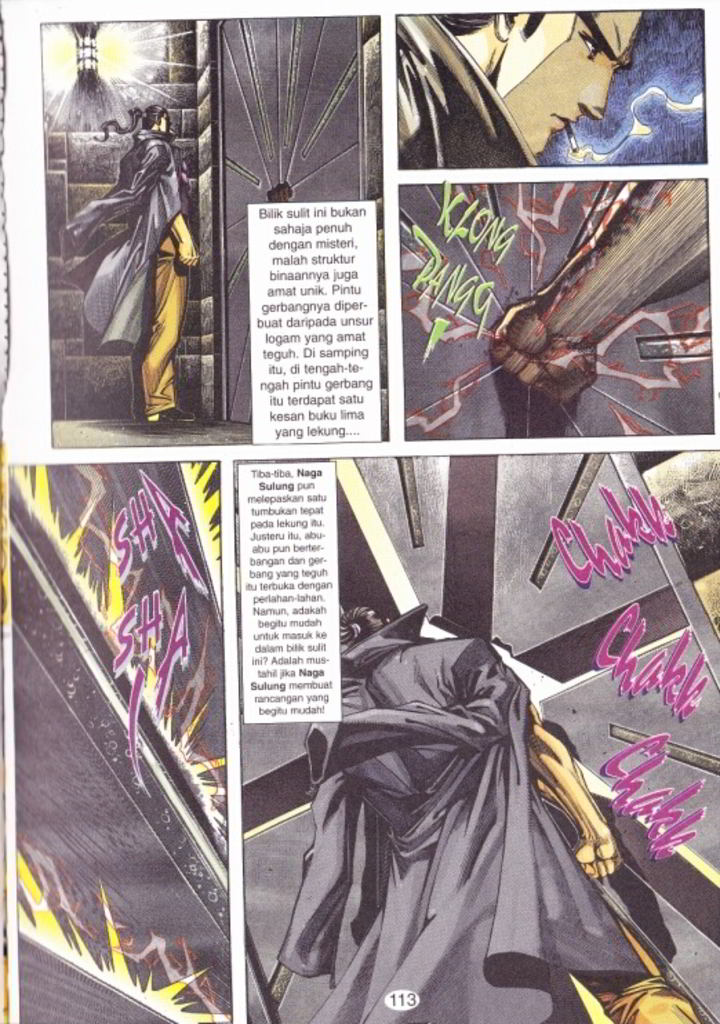 Bilik sulit ini bukan
sahaja penuh
dengan misteri,
malah struktur
binaannya juga
amat unik. Pintu
gerbangnya diper-
buat daripada unsur
logam yang amat
teguh. Di samping
itu, di tengah-te-
ngah pintu gerbang
itu terdapat satu
kesan buku lima
yang lekung....
KLONG
DANGG
!
SHA
SHA
!
Tiba-tiba, Naga
Sulung pun
melepaskan satu
tumbukan tepat
pada lekung itu.
Justeru itu, abu-
abu pun berter-
bangan dan ger-
bang yang teguh
itu terbuka dengan
perlahan-lahan.
Namun, adakah
begitu mudah
untuk masuk ke
dalam bilik sulit
ini? Adalah mus-
tahil jika Naga
Sulung membuat
rancangan yang
begitu mudah!
Chakk
Chakk
Chakk
113